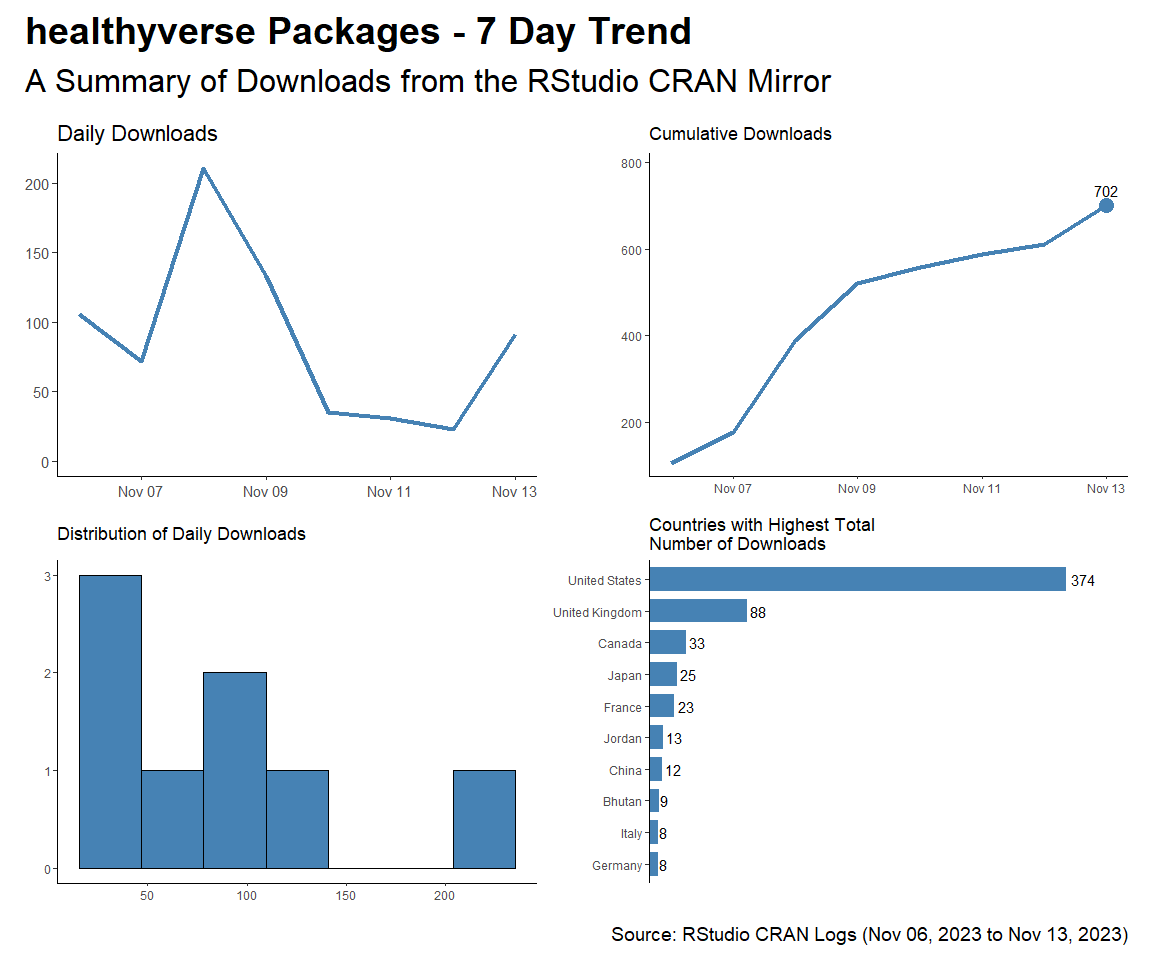 healthyverse Packages - 7 Day Trend
A Summary of Downloads from the RStudio CRAN Mirror
Daily Downloads
200
150
100
50
0
Nov 07 Nov 09 Nov 11 Nov 13
Cumulative Downloads
800
600
400
200
702
Nov 07 Nov 09 Nov 11 Nov 13
Distribution of Daily Downloads
3
2
1
0
50 100 150 200
Countries with Highest Total
Number of Downloads
United States 374
United Kingdom 88
Canada 33
Japan 25
France 23
Jordan 13
China 12
Bhutan 9
Italy 8
Germany 8
Source: RStudio CRAN Logs (Nov 06, 2023 to Nov 13, 2023)